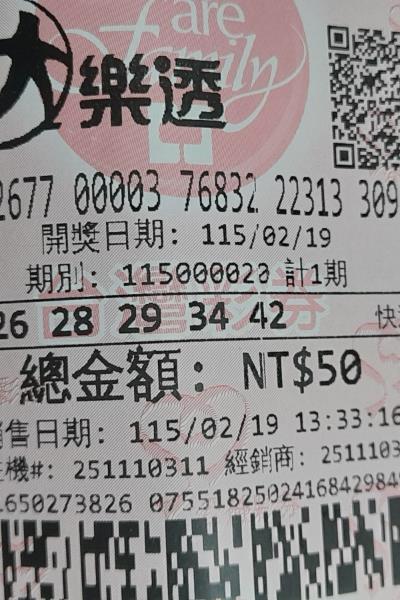 Care
family
大樂透
2677 00003 76832 22313 309
開獎日期: 115/02/19
期別: 115000020 計1期
26 28 29 34 42 快
總金額: NT$50
售日期: 115/02/19 13:33:16
機#: 251110311 經銷商: 2511103
1650273826 0755182502416842984